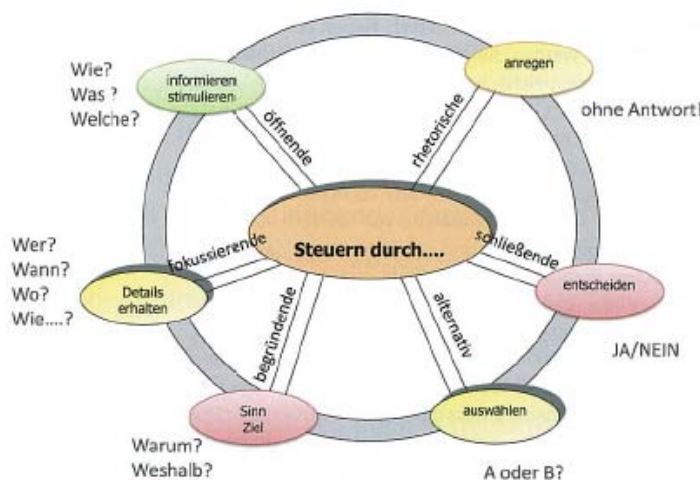 Wie?
Was ?
Welche?
informieren
stimulieren
öffnende
anregen
rhetorische
ohne Antwort!
Steuern durch....
Wer?
Wann?
Wo?
Wie....?
fokussierende
Details
erhalten
schließende
entscheiden
JA/NEIN
begründende
Sinn
Ziel
Warum?
Weshalb?
alternativ
auswählen
A oder B?